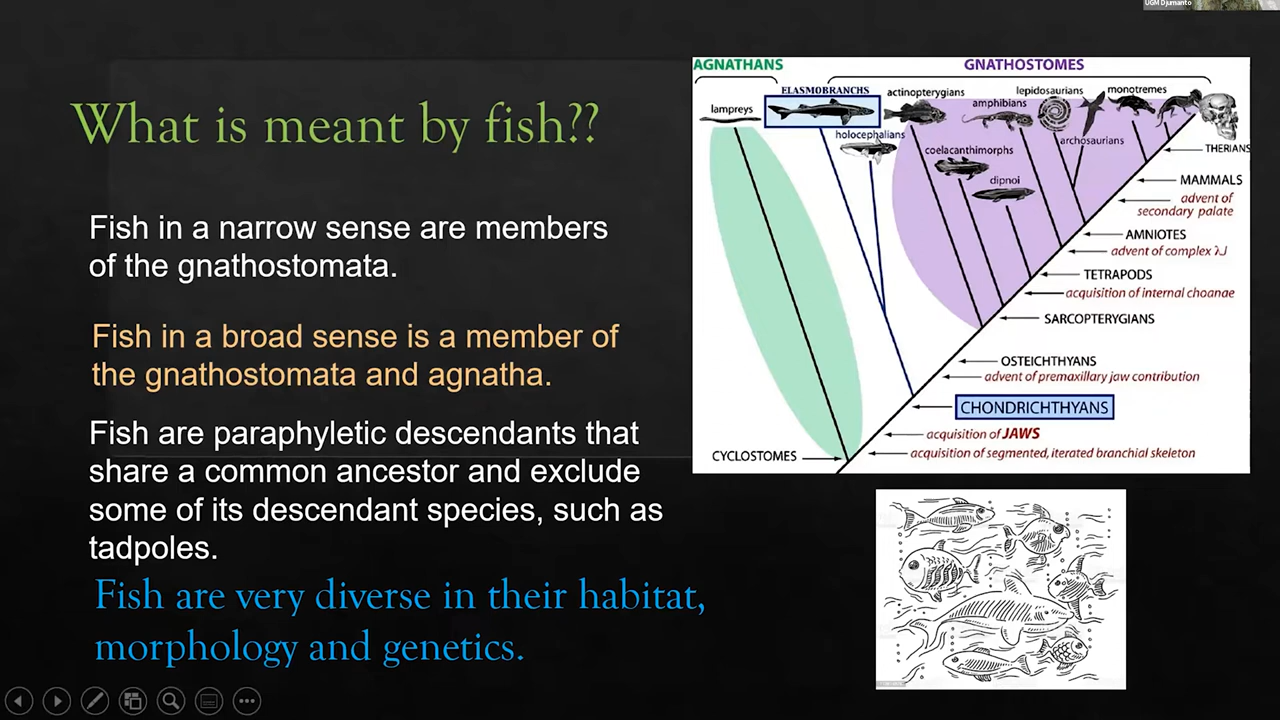 UGM Djumanto
What is meant by fish??
Fish in a narrow sense are members
of the gnathostomata.
Fish in a broad sense is a member of
the gnathostomata and agnatha.
Fish are paraphyletic descendants that
share a common ancestor and exclude
some of its descendant species, such as
tadpoles.
Fish are very diverse in their habitat,
morphology and genetics.
AGNATHANS
GNATHOSTOMES
ELASMOBRANCHS
actinopterygians
lepidosaurians
monotremes
lampreys
amphibians
holocephalians
archosaurians
coelacanthimorphs
THERIANS
dipnoi
MAMMALS
advent of
secondary palate
AMNIOTES
advent of complex λJ
TETRAPODS
acquisition of internal choanae
SARCOPTERYGIANS
OSTEICHTHYANS
advent of premaxillary jaw contribution
CHONDRICHTHYANS
acquisition of JAWS
CYCLOSTOMES
acquisition of segmented, iterated branchial skeleton